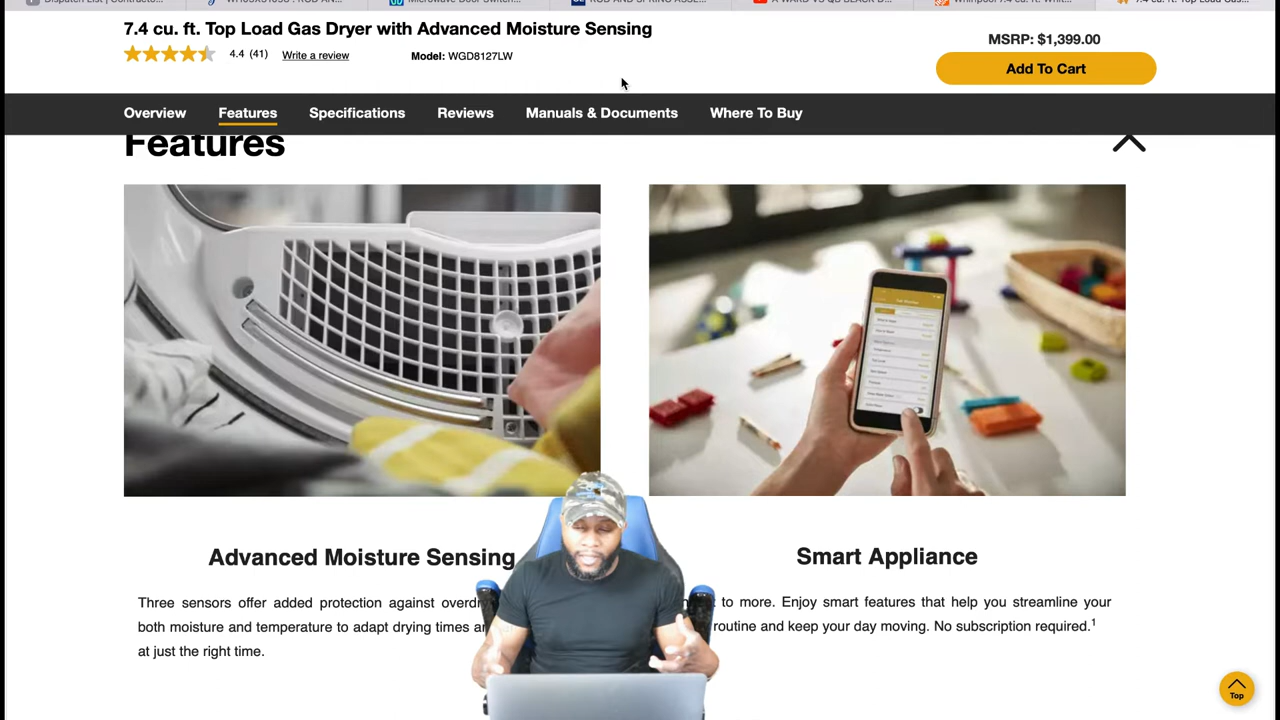 7.4 cu. ft. Top Load Gas Dryer with Advanced Moisture Sensing
4.4 (41) Write a review Model: WGD8127LW
MSRP: $1,399.00
Add To Cart
Overview Features Specifications Reviews Manuals & Documents Where To Buy
Features
Advanced Moisture Sensing
Three sensors offer added protection against
both moisture and temperature to adapt drying times
at just the right time.
Smart Appliance
to more. Enjoy smart features that help you streamline your
routine and keep your day moving. No subscription required.1
Top